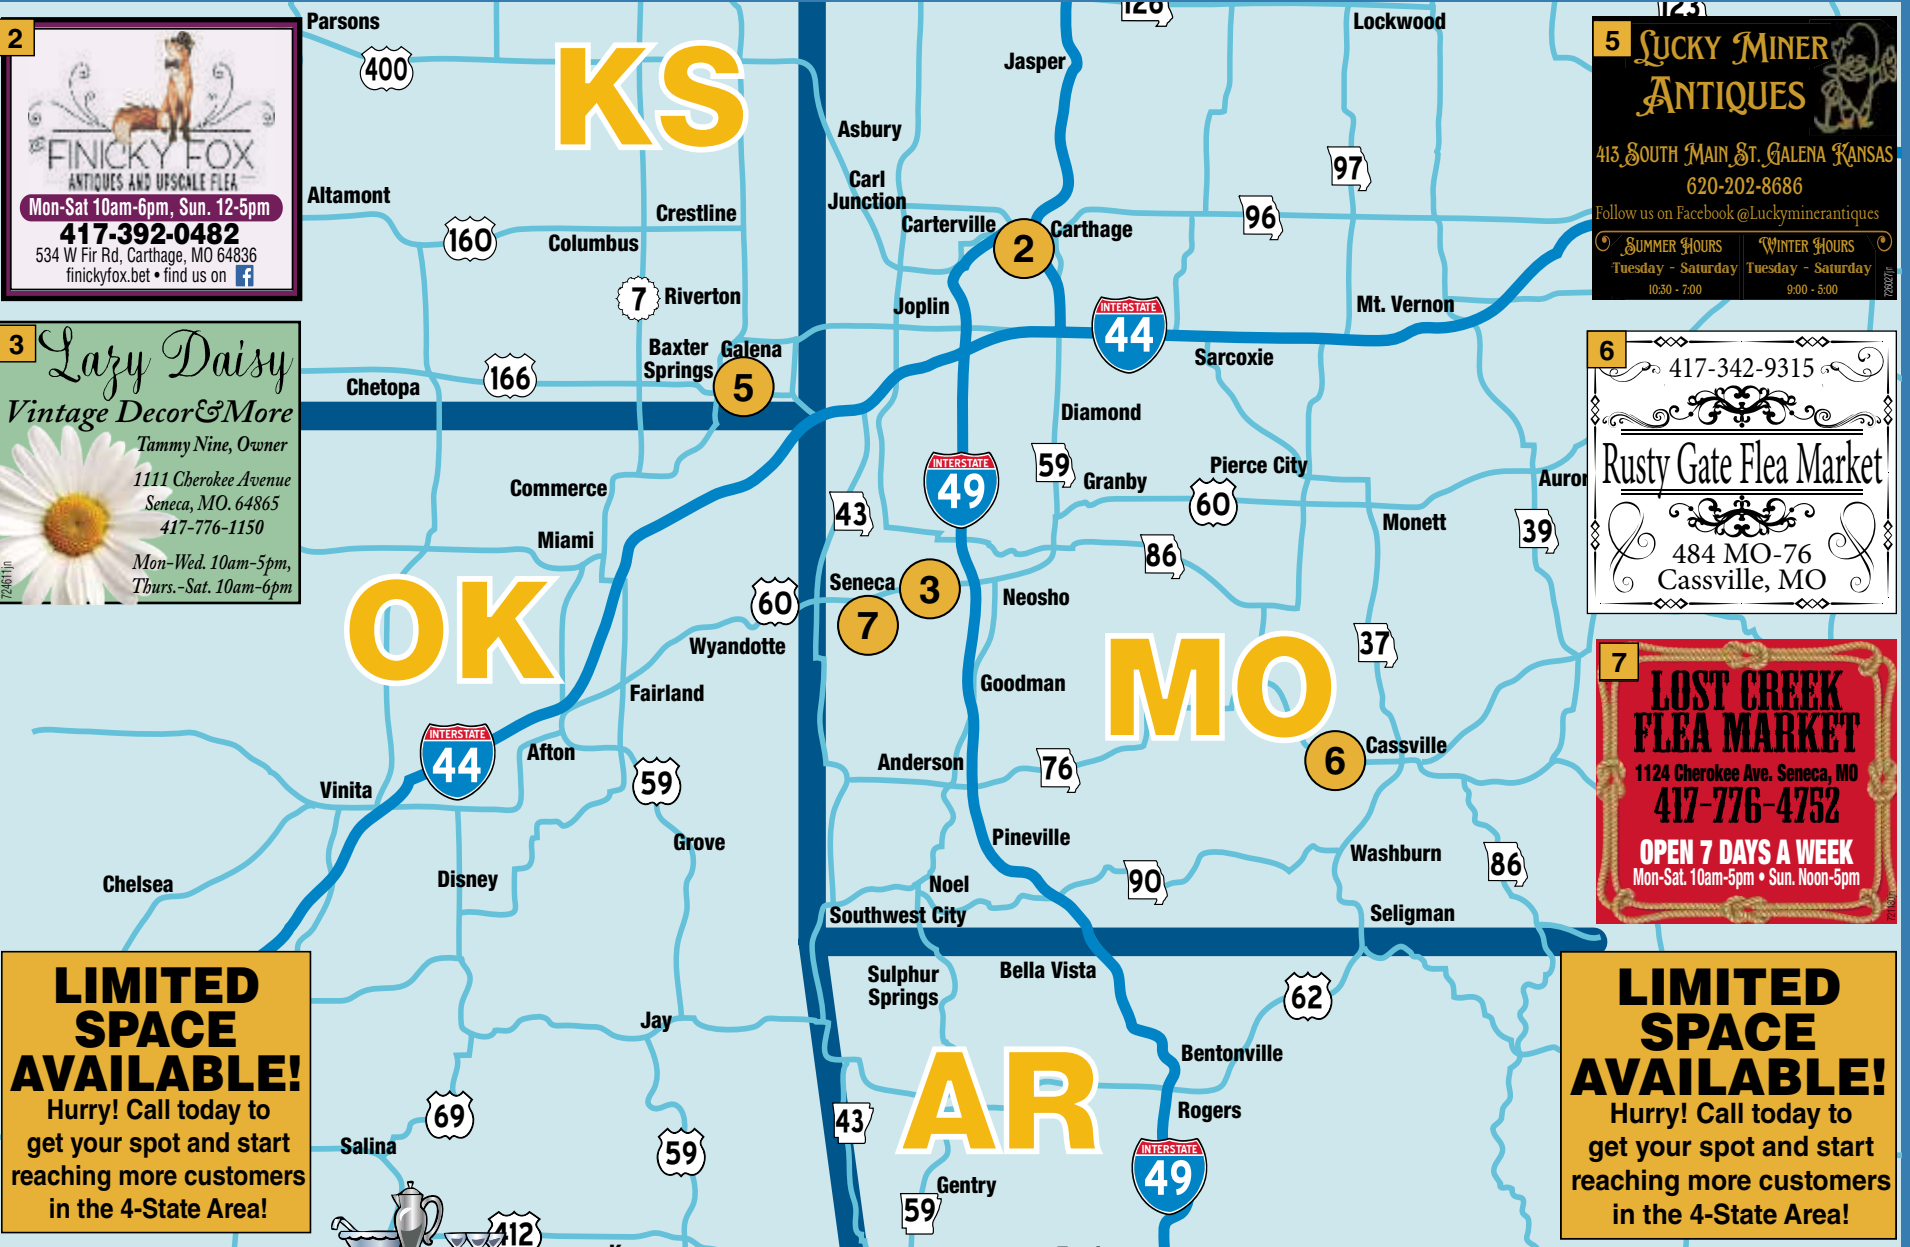 2
THE
FINICKY FOX
ANTIQUES AND UPSCALE FLEA
Mon-Sat 10am-6pm, Sun. 12-5pm
417-392-0482
534 W Fir Rd, Carthage, MO 64836
finickyfox.bet • find us on f
3
Lazy Daisy
Vintage Decor&More
Tammy Nine, Owner
1111 Cherokee Avenue
Seneca, MO. 64865
417-776-1150
Mon-Wed. 10am-5pm,
Thurs.-Sat. 10am-6pm
724611jn
LIMITED
SPACE
AVAILABLE!
Hurry! Call today to
get your spot and start
reaching more customers
in the 4-State Area!
Parsons
400
KS
126
Jasper
Lockwood
123
Asbury
97
Carl
Junction
Altamont
Crestline
160
Columbus
Carterville
2
Carthage
96
7
Riverton
Joplin
INTERSTATE
44
Mt. Vernon
Baxter
Springs
Galena
5
Sarcoxie
Chetopa
166
Diamond
INTERSTATE
49
59
Granby
Pierce City
60
Auror
Commerce
43
Monett
39
Miami
86
OK
60
Seneca
3
7
Neosho
Wyandotte
MO
37
Fairland
Goodman
INTERSTATE
44
Afton
59
Anderson
76
6
Cassville
Vinita
Pineville
Grove
Washburn
86
Chelsea
Disney
Noel
90
Southwest City
Seligman
Sulphur
Springs
Bella Vista
62
Jay
Bentonville
AR
69
43
Rogers
Salina
59
INTERSTATE
49
Gentry
59
412
5
LUCKY MINER
ANTIQUES
413 SOUTH MAIN ST. GALENA KANSAS
620-202-8686
Follow us on Facebook @Luckyminerantiques
SUMMER HOURS
Tuesday - Saturday
10:30 - 7:00
WINTER HOURS
Tuesday - Saturday
9:00 - 5:00
726027jr
6
417-342-9315
Rusty Gate Flea Market
484 MO-76
Cassville, MO
7
LOST CREEK
FLEA MARKET
1124 Cherokee Ave. Seneca, MO
417-776-4752
OPEN 7 DAYS A WEEK
Mon-Sat. 10am-5pm • Sun. Noon-5pm
LIMITED
SPACE
AVAILABLE!
Hurry! Call today to
get your spot and start
reaching more customers
in the 4-State Area!